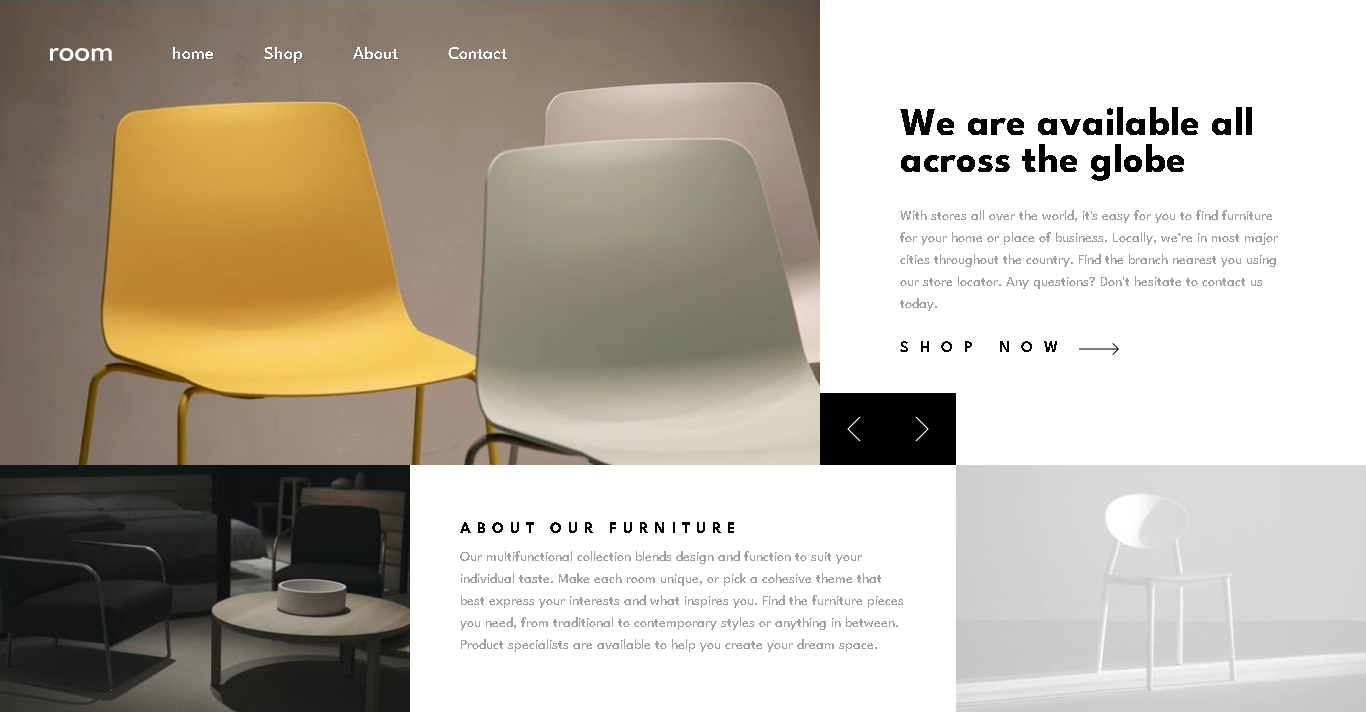 room
home
Shop
About
Contact
We are available all
across the globe
With stores all over the world, it's easy for you to find furniture
for your home or place of business. Locally, we're in most major
cities throughout the country. Find the branch nearest you using
our store locator. Any questions? Don't hesitate to contact us
today.
SHOP NOW
ABOUT OUR FURNITURE
Our multifunctional collection blends design and function to suit your
individual taste. Make each room unique, or pick a cohesive theme that
best express your interests and what inspires you. Find the furniture pieces
you need, from traditional to contemporary styles or anything in between.
Product specialists are available to help you create your dream space.